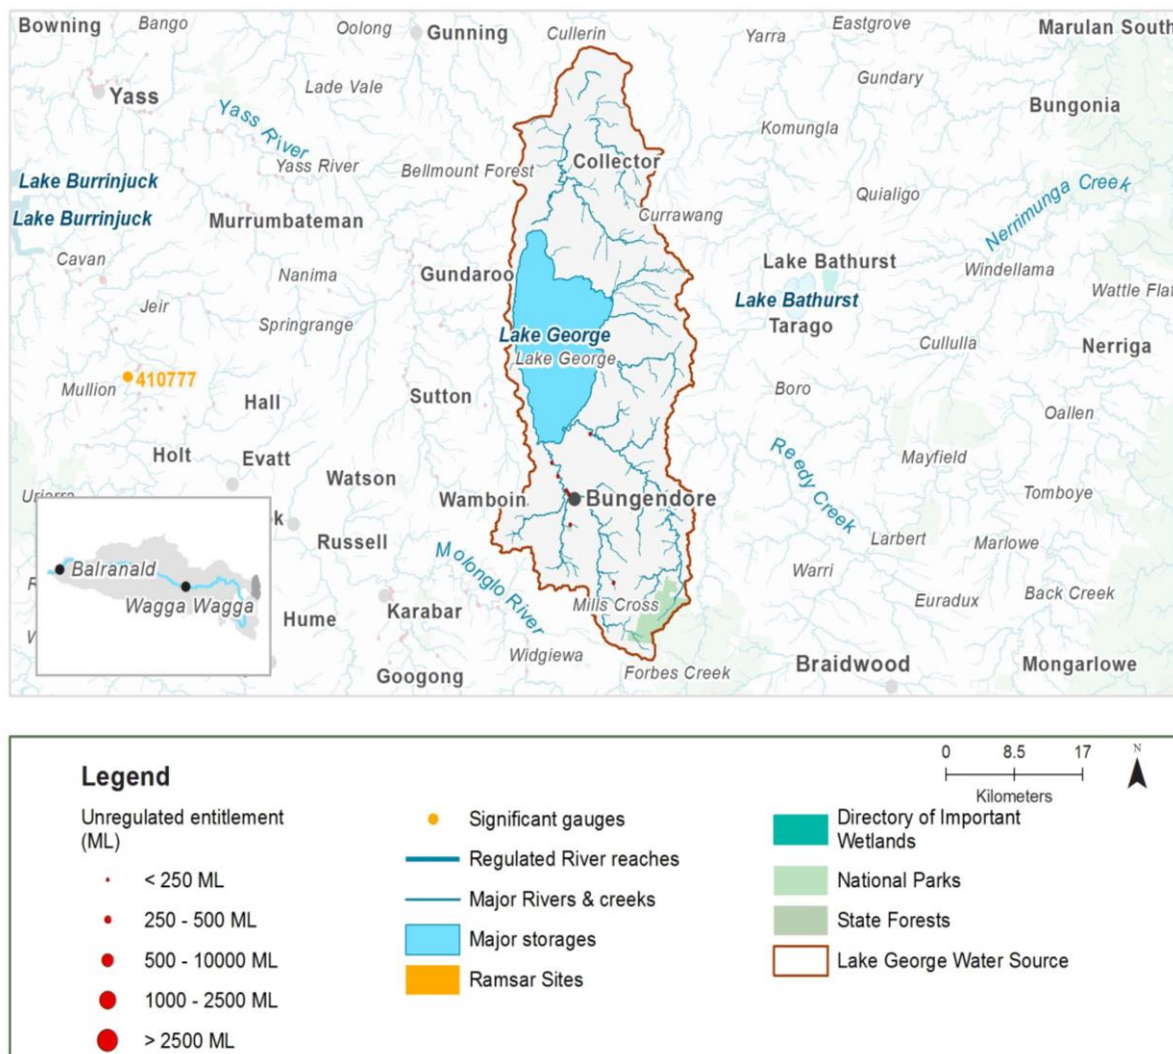 Bowning
Bango
Oolong
Gunning
Cullerin
Yarra
Eastgrove
Marulan South
Yass
Lade Vale
Gundary
Bungonia
Yass River
Komungla
Yass River
Bellmount Forest
Collector
Lake Burrinjuck
Quialigo
Nerrimunga Creek
Lake Burrinjuck
Murrumbateman
Currawang
Cavan
Nanima
Gundaroo
Lake Bathurst
Windellama
Jeir
Lake Bathurst
Wattle Flat
Springrange
Lake George
Tarago
Lake George
Cullulla
Nerriga
410777
Mullion
Boro
Hall
Sutton
Oallen
Holt
Evatt
Mayfield
Watson
Reedy Creek
Uriarra
Wamboin
Bungendore
Tomboye
k
Russell
Molonglo River
Larbert
Marlowe
Balranald
Warri
R
Wagga Wagga
Hume
Karabar
Mills Cross
Euradux
Back Creek
W
Widgiewa
Googong
Forbes Creek
Braidwood
Mongarlowe
0 8.5 17
Kilometers
N
Legend
Unregulated entitlement
(ML)
< 250 ML
250 - 500 ML
500 - 10000 ML
1000 - 2500 ML
> 2500 ML
Significant gauges
Regulated River reaches
Major Rivers & creeks
Major storages
Ramsar Sites
Directory of Important
Wetlands
National Parks
State Forests
Lake George Water Source